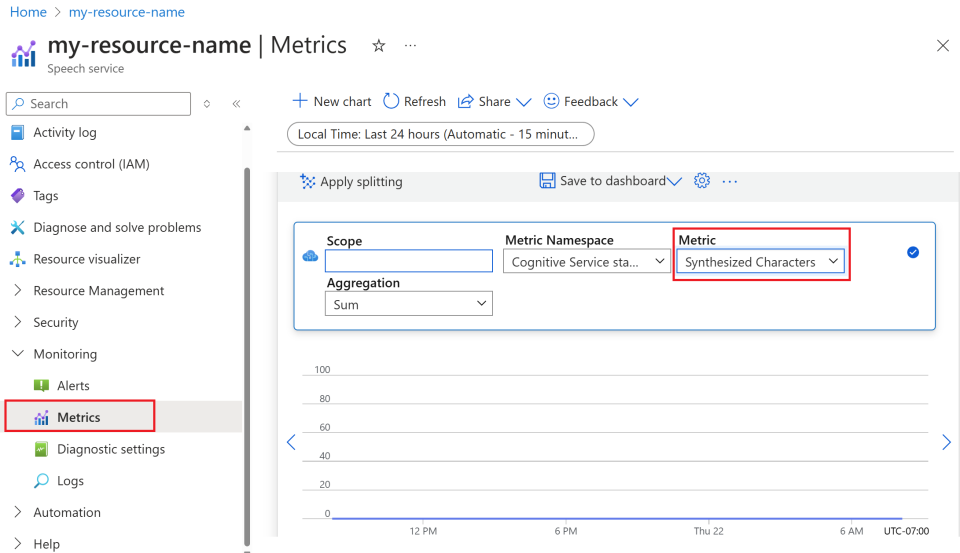 Home > my-resource-name
my-resource-name | Metrics
Speech service
Search
Activity log
Access control (IAM)
Tags
Diagnose and solve problems
Resource visualizer
Resource Management
Security
Monitoring
Alerts
Metrics
Diagnostic settings
Logs
Automation
Help
New chart Refresh Share Feedback
Local Time: Last 24 hours (Automatic - 15 minut...
Apply splitting Save to dashboard
Scope Metric Namespace Metric
Cognitive Service sta... Synthesized Characters
Aggregation
Sum
100
80
60
40
20
0
12 PM 6 PM Thu 22 6 AM UTC-07:00